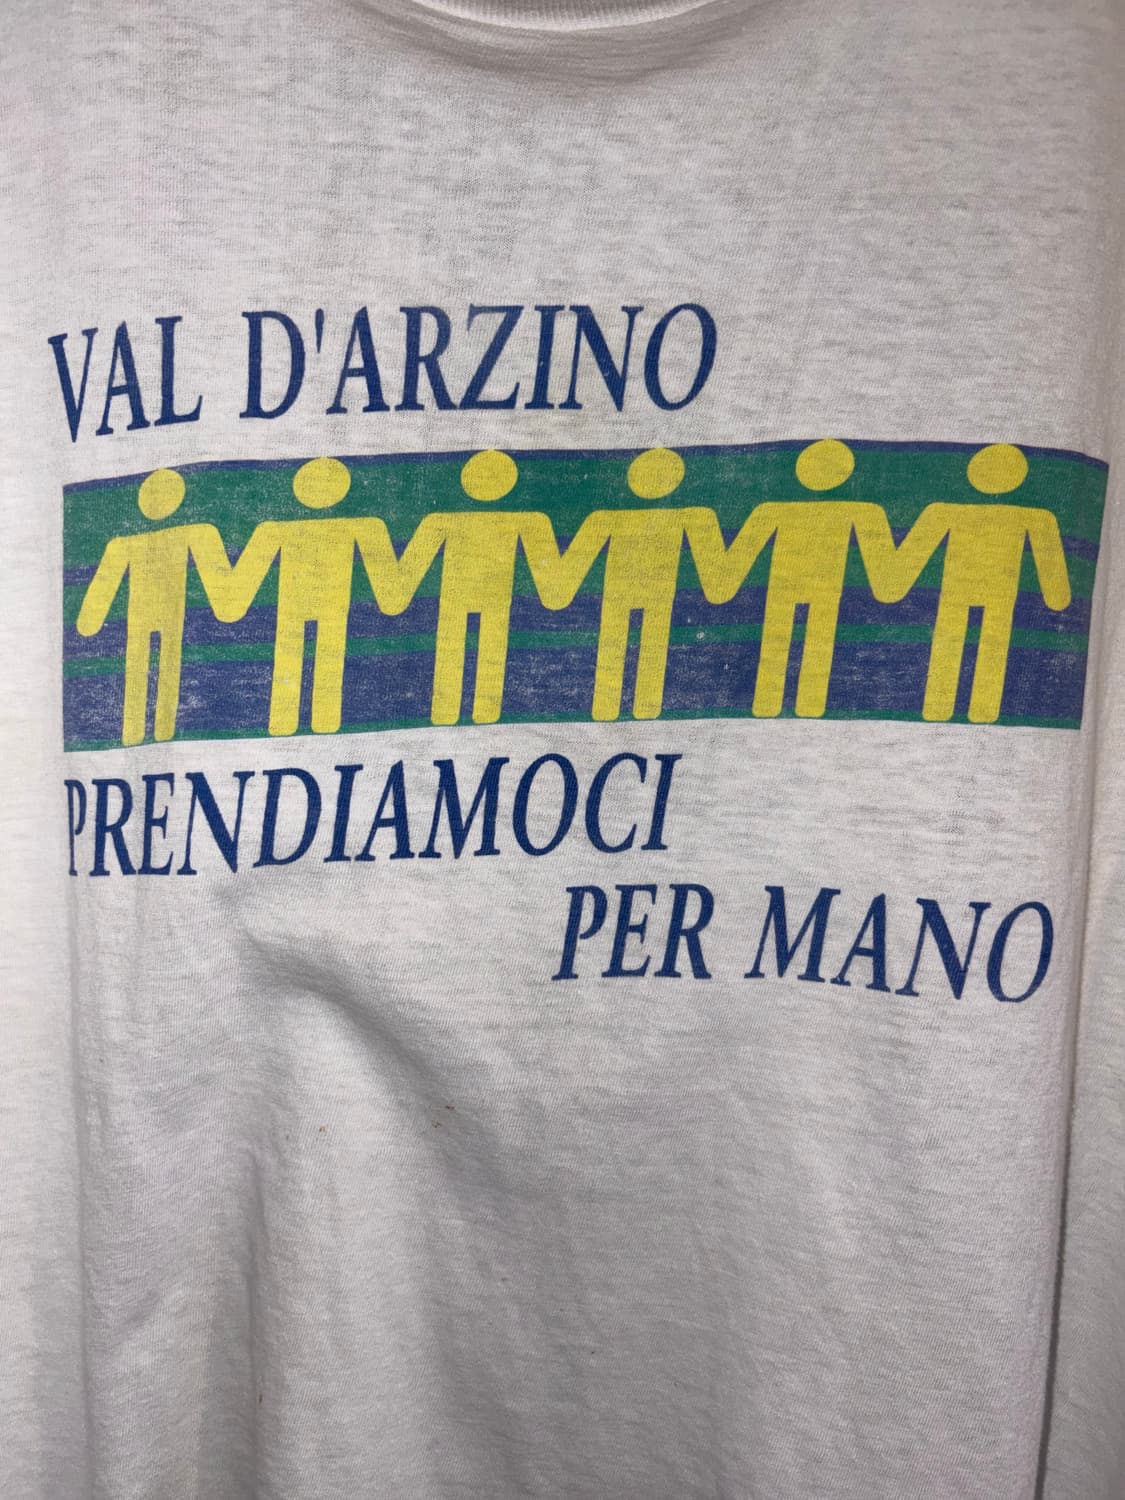 VAL D'ARZINO
PRENDIAMOCI
PER MANO